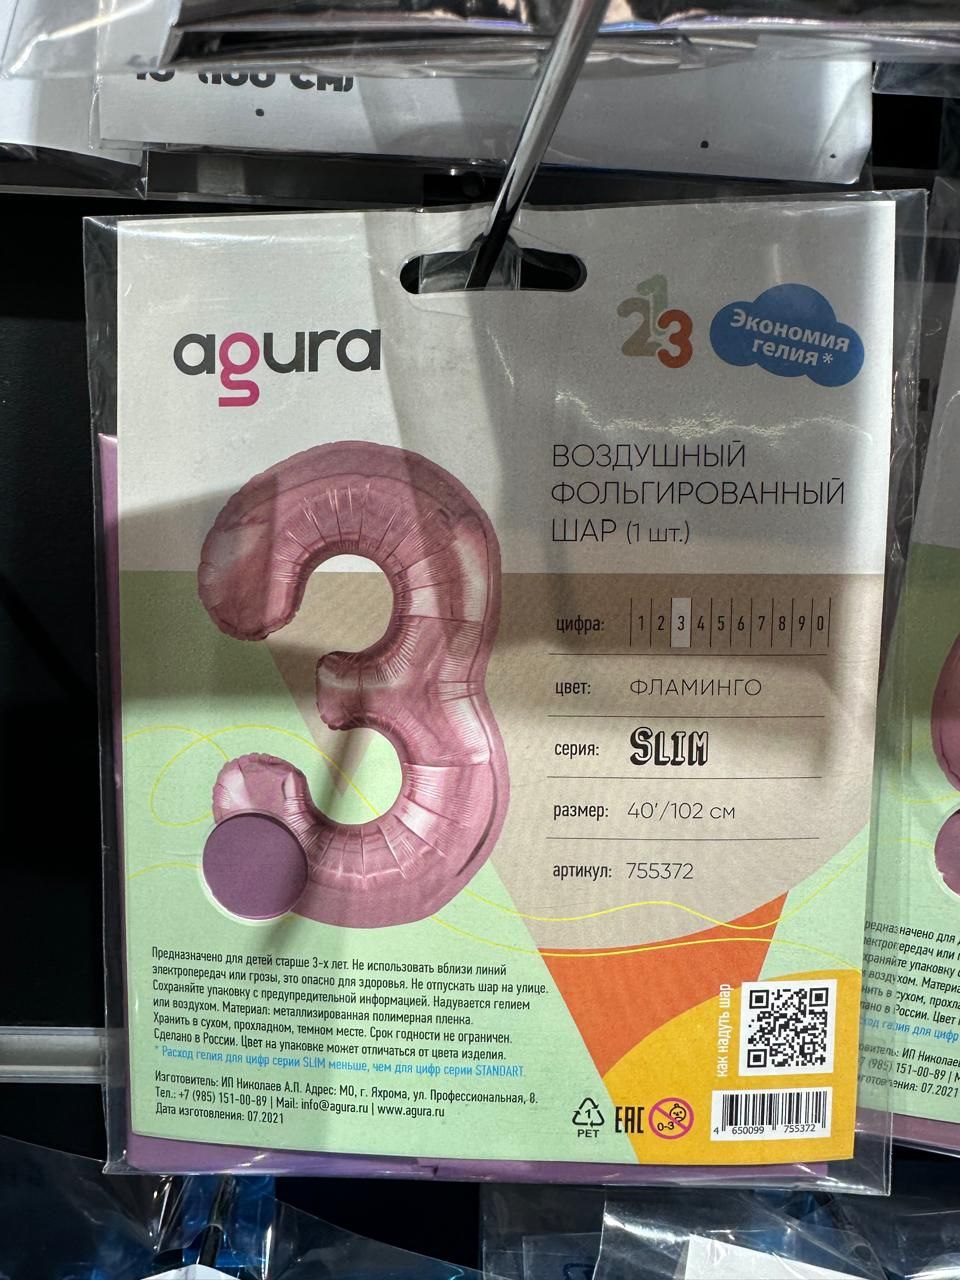 (100 см)
agura
213
Экономия
гелия*
ВОЗДУШНЫЙ
ФОЛЬГИРОВАННЫЙ
ШАР (1 шт.)
цифра: 1 2 3 4 5 6 7 8 9 0
цвет: ФЛАМИНГО
серия: SLIM
размер: 40'/102 см
артикул: 755372
Предназначено для детей старше 3-х лет. Не использовать вблизи линий
электропередач или грозы, это опасно для здоровья. Не отпускать шар на улице.
Сохраняйте упаковку с предупредительной информацией. Надувается гелием
или воздухом. Материал: металлизированная полимерная пленка.
Хранить в сухом, прохладном, темном месте. Срок годности не ограничен.
Сделано в России. Цвет на упаковке может отличаться от цвета изделия.
* Расход гелия для цифр серии SLIM меньше, чем для цифр серии STANDART.
Изготовитель: ИП Николаев А.П. Адрес: МО, г. Яхрома, ул. Профессиональная, 8.
Тел.: +7 (985) 151-00-89 | Mail: info@agura.ru | www.agura.ru
Дата изготовления: 07.2021
как надуть шар
1
PET
EAC
0-3
4 650099 755372